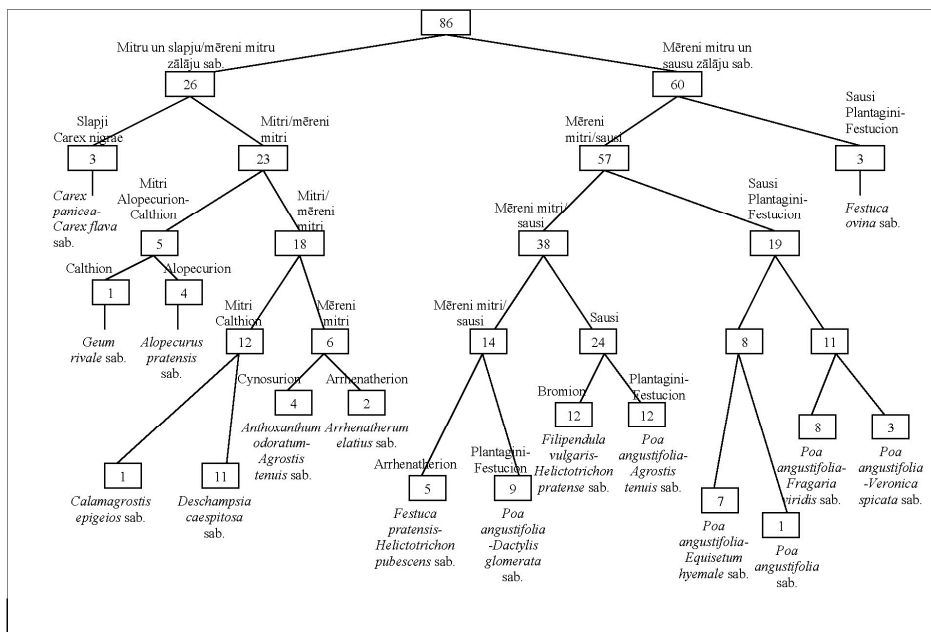 86
Mitru un slapju/mēreni mitru
zālāju sab.
26
Mēreni mitru un
sausu zālāju sab.
60
Slapji
Carex nigrae
3
Carex
panicea-
Carex flava
sab.
Mitri/mēreni
mitri
23
Mēreni
mitri/sausi
57
Sausi
Plantagini-
Festucion
3
Festuca
ovina sab.
Mitri
Alopecurion-
Calthion
5
Mitri/
mēreni
mitri
18
Mēreni mitri/
sausi
38
Sausi
Plantagini-
Festucion
19
Calthion
1
Geum
rivale sab.
Alopecurion
4
Alopecurus
pratensis
sab.
Mitri
Calthion
12
Mēreni
mitri
6
Mēreni mitri/
sausi
14
Sausi
24
8
11
Cynosurion
4
Anthoxanthum
odoratum-
Agrostis
tenuis sab.
Arrhenatherion
2
Arrhenatherum
elatius sab.
Bromion
12
Filipendula
vulgaris-
Helictotrichon
pratense sab.
Plantagini-
Festucion
12
Poa
angustifolia-
Agrostis
tenuis sab.
8
Poa
angustifolia-
Fragaria
viridis sab.
3
Poa
angustifolia
-Veronica
spicata sab.
1
Calamagrostis
epigeios sab.
11
Deschampsia
caespitosa
sab.
Arrhenatherion
5
Festuca
pratensis-
Helictotrichon
pubescens sab.
Plantagini-
Festucion
9
Poa
angustifolia
-Dactylis
glomerata
sab.
7
Poa
angustifolia-
Equisetum
hyemale sab.
1
Poa
angustifolia
sab.